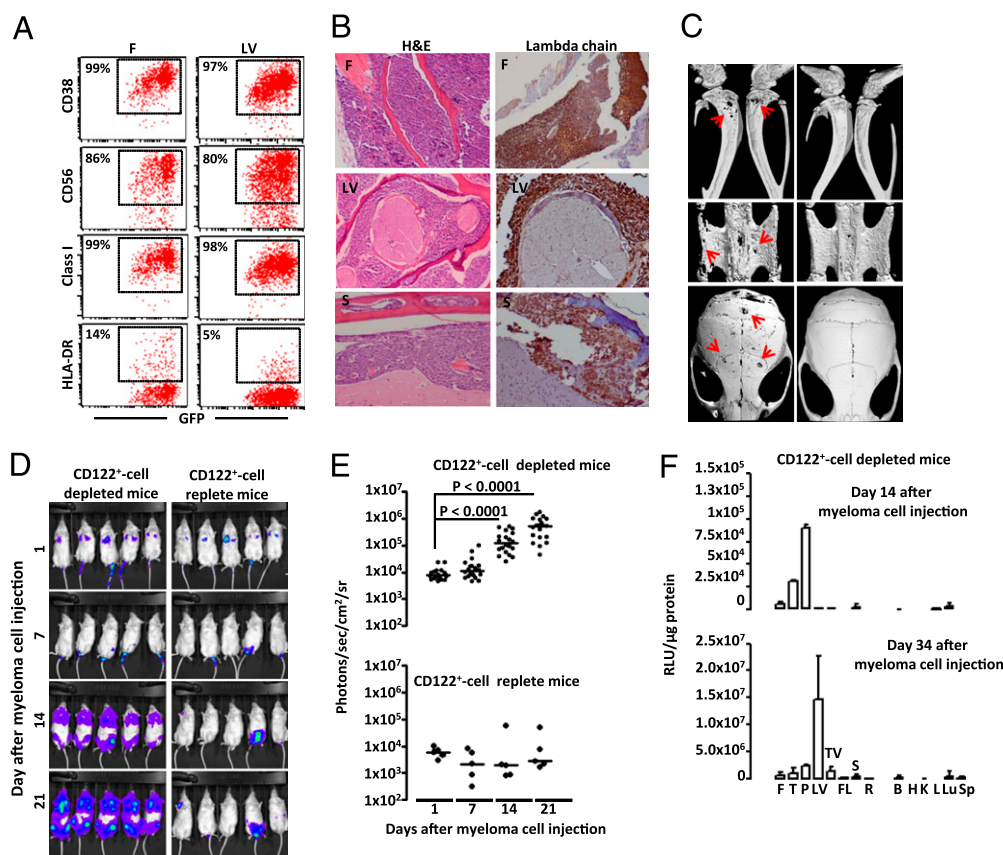 A
F
LV
99%
97%
CD38
86%
80%
CD56
99%
98%
Class I
14%
5%
HLA-DR
GFP
B
H&E
Lambda chain
F
F
LV
LV
S
S
C
D
CD122⁺-cell depleted mice
CD122⁺-cell replete mice
Day after myeloma cell injection
1
7
14
21
E
CD122⁺-cell depleted mice
P < 0.0001
P < 0.0001
1x10⁷
1x10⁶
1x10⁵
1x10⁴
1x10³
1x10²
Photons/sec/cm²/sr
CD122⁺-cell replete mice
1x10⁷
1x10⁶
1x10⁵
1x10⁴
1x10³
1x10²
1
7
14
21
Days after myeloma cell injection
F
CD122⁺-cell depleted mice
Day 14 after
myeloma cell injection
1.5x10⁵
1.3x10⁵
1.0x10⁵
7.5x10⁴
5.0x10⁴
2.5x10⁴
0
RLU/µg protein
Day 34 after
myeloma cell injection
2.5x10⁷
2.0x10⁷
1.5x10⁷
1.0x10⁷
5.0x10⁶
0
TV
S
F T P LV FL R B H K L Lu Sp